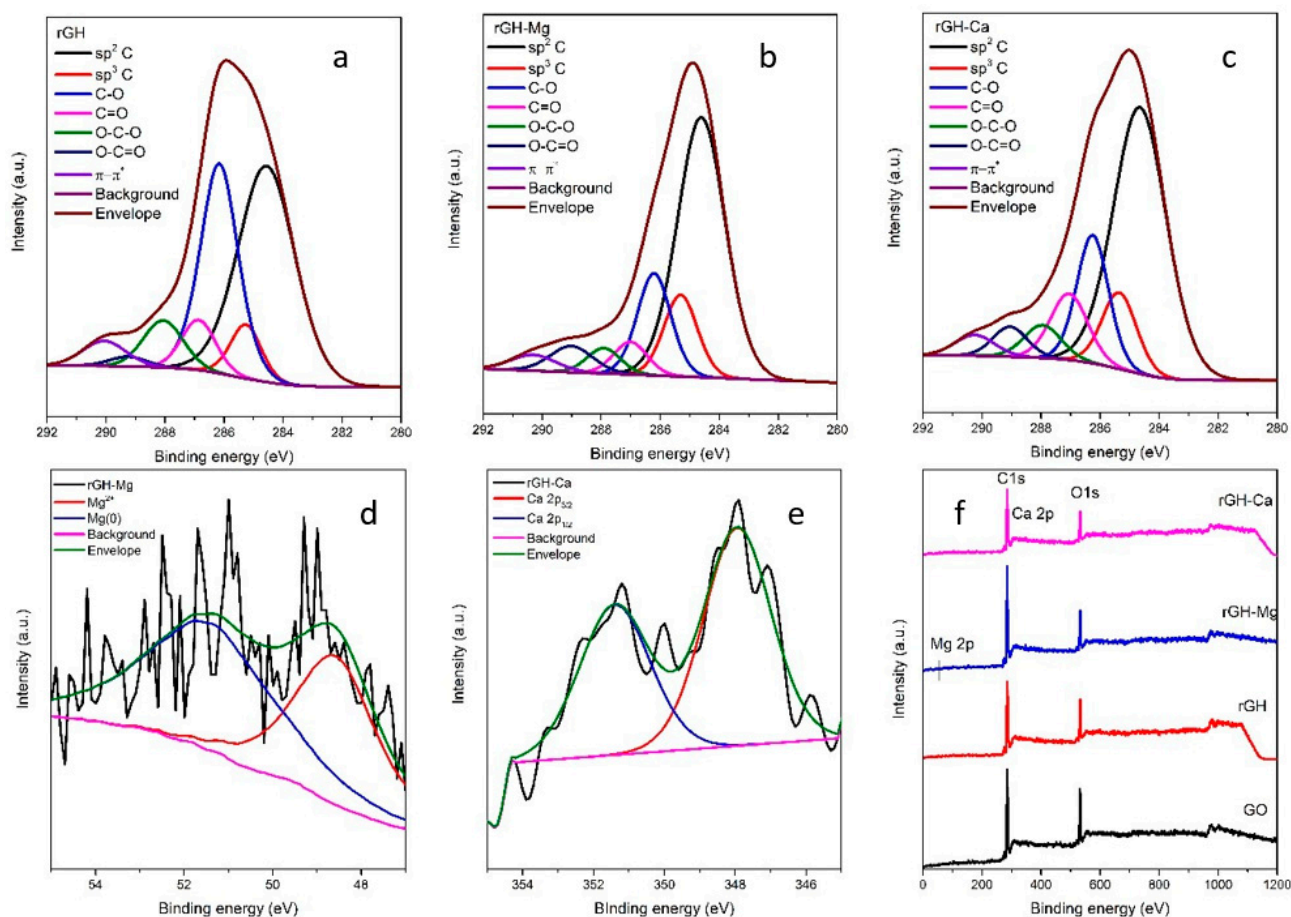 rGH
a
sp² C
sp³ C
C-O
C=O
O-C-O
O-C=O
π−π*
Background
Envelope
Intensity (a.u.)
292 290 288 286 284 282 280
Binding energy (eV)
rGH-Mg
b
sp² C
sp³ C
C-O
C=O
O-C-O
O-C=O
π π*
Background
Envelope
Intensity (a.u.)
292 290 288 286 284 282 280
Binding energy (eV)
rGH-Ca
c
sp² C
sp³ C
C-O
C=O
O-C-O
O-C=O
π−π*
Background
Envelope
Intensity (a.u.)
292 290 288 286 284 282 280
Binding energy (eV)
rGH-Mg
d
Mg²⁺
Mg(0)
Background
Envelope
Intensity (a.u.)
54 52 50 48
Binding energy (eV)
rGH-Ca
e
Ca 2p₃/₂
Ca 2p₁/₂
Background
Envelope
Intensity (a.u.)
354 352 350 348 346
BInding energy (eV)
C1s
O1s
f
Ca 2p
rGH-Ca
rGH-Mg
Mg 2p
rGH
GO
Intensity (a.u.)
0 200 400 600 800 1000 1200
Binding energy (eV)